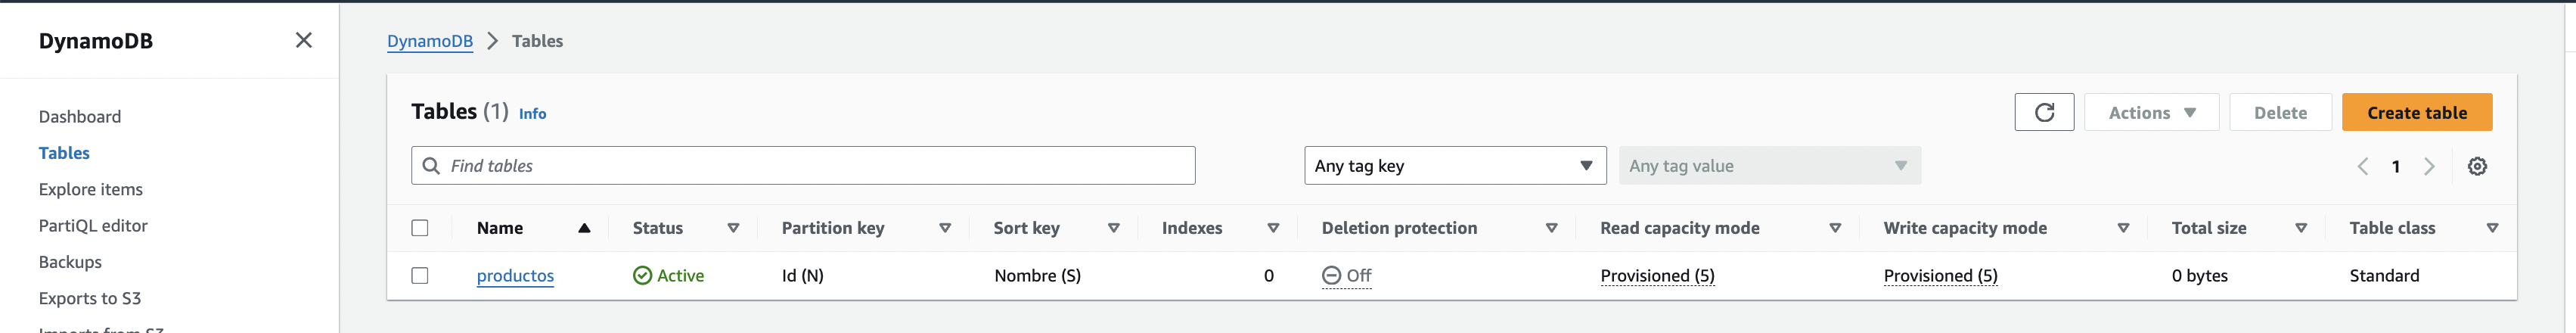 DynamoDB
Dashboard
Tables
Explore items
PartiQL editor
Backups
Exports to S3
Imports from S3
DynamoDB > Tables
Tables (1) Info
Actions Delete Create table
Find tables Any tag key Any tag value 1
Name Status Partition key Sort key Indexes Deletion protection Read capacity mode Write capacity mode Total size Table class
productos Active Id (N) Nombre (S) 0 Off Provisioned (5) Provisioned (5) 0 bytes Standard